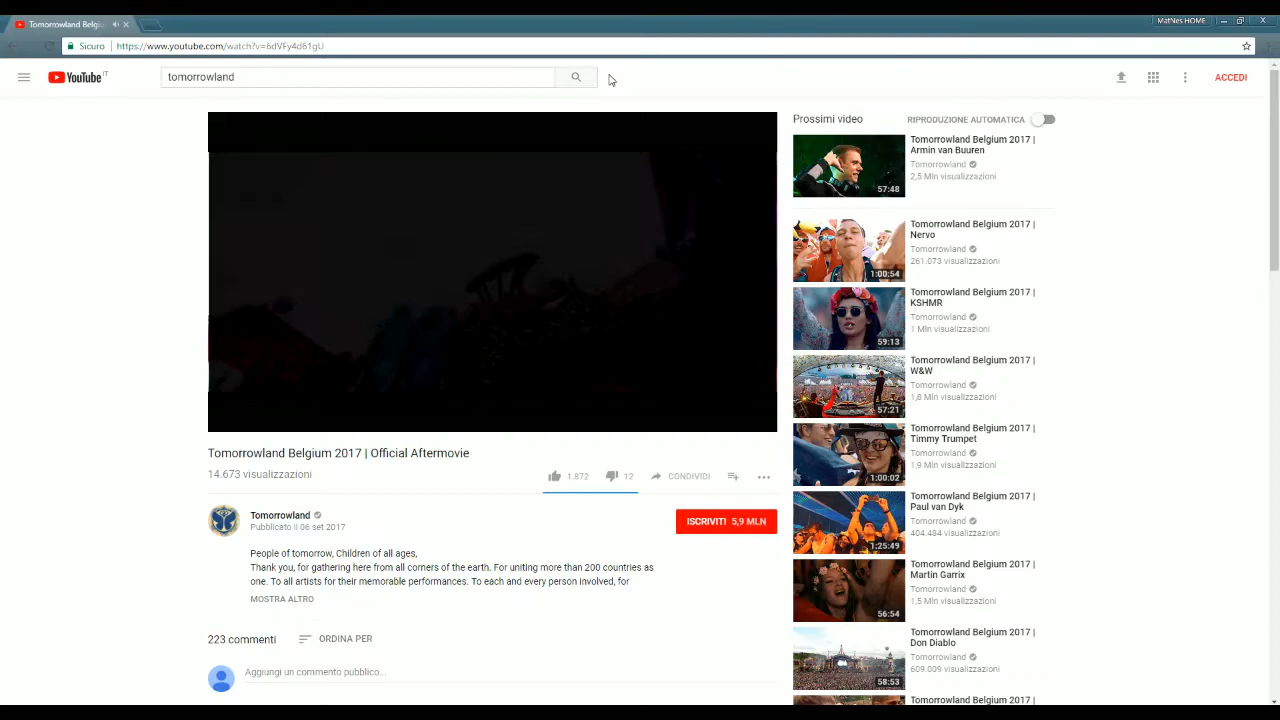 Tomorrowland Belgiu
MatNes HOME
Sicuro
https://www.youtube.com/watch?v=6dVFy4d61gU
YouTube IT
tomorrowland
ACCEDI
Prossimi video
RIPRODUZIONE AUTOMATICA
57:48
Tomorrowland Belgium 2017 |
Armin van Buuren
Tomorrowland
2,5 Mln visualizzazioni
1:00:54
Tomorrowland Belgium 2017 |
Nervo
Tomorrowland
261.073 visualizzazioni
59:13
Tomorrowland Belgium 2017 |
KSHMR
Tomorrowland
1 Mln visualizzazioni
57:21
Tomorrowland Belgium 2017 |
W&W
Tomorrowland
1,8 Mln visualizzazioni
1:00:02
Tomorrowland Belgium 2017 |
Timmy Trumpet
Tomorrowland
1,9 Mln visualizzazioni
1:25:49
Tomorrowland Belgium 2017 |
Paul van Dyk
Tomorrowland
404.484 visualizzazioni
56:54
Tomorrowland Belgium 2017 |
Martin Garrix
Tomorrowland
1,5 Mln visualizzazioni
58:53
Tomorrowland Belgium 2017 |
Don Diablo
Tomorrowland
609.009 visualizzazioni
Tomorrowland Belgium 2017 |
Tomorrowland Belgium 2017 | Official Aftermovie
14.673 visualizzazioni
1.872
12
CONDIVIDI
Tomorrowland
Pubblicato il 06 set 2017
ISCRIVITI 5,9 MLN
People of tomorrow, Children of all ages,
Thank you, for gathering here from all corners of the earth. For uniting more than 200 countries as
one. To all artists for their memorable performances. To each and every person involved, for
MOSTRA ALTRO
223 commenti
ORDINA PER
Aggiungi un commento pubblico...